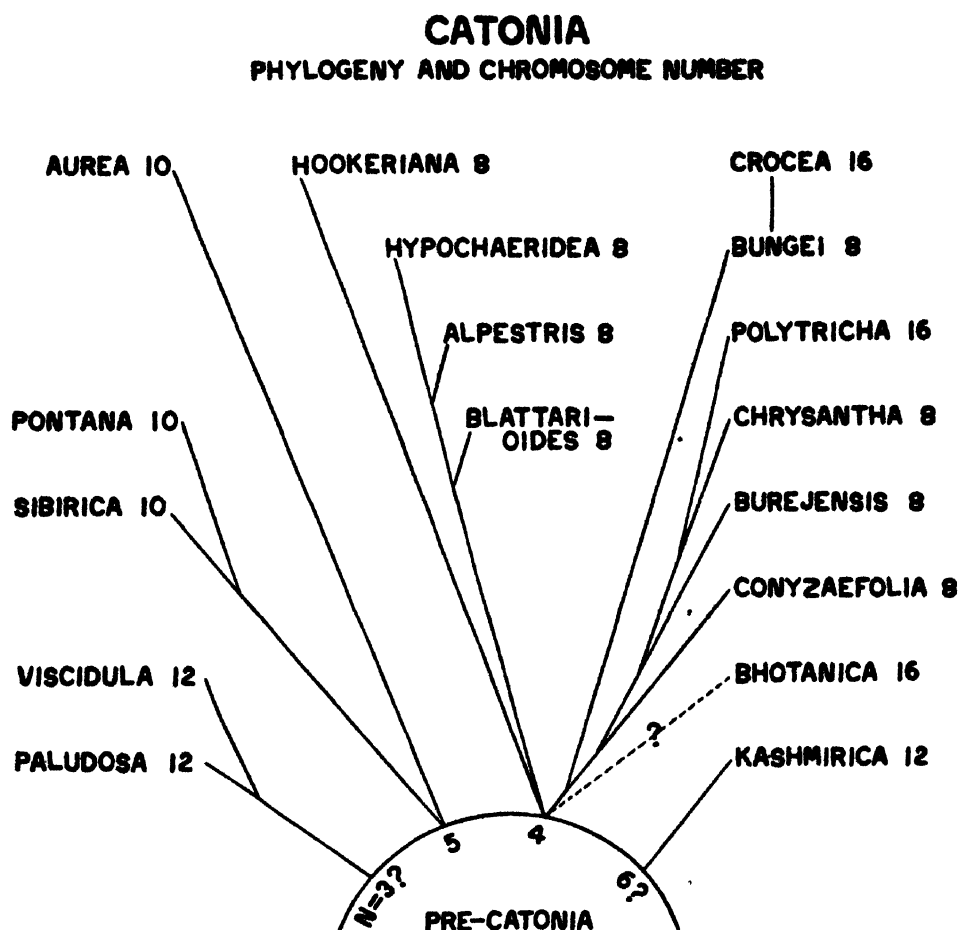 CATONIA
PHYLOGENY AND CHROMOSOME NUMBER
AUREA 10
HOOKERIANA 8
CROCEA 16
HYPOCHAERIDEA 8
BUNGEI 8
ALPESTRIS 8
POLYTRICHA 16
PONTANA 10
BLATTARI-
OIDES 8
CHRYSANTHA 8
SIBIRICA 10
BUREJENSIS 8
CONYZAEFOLIA 8
VISCIDULA 12
BHOTANICA 16
?
PALUDOSA 12
KASHMIRICA 12
N=3?
5
4
6?
PRE-CATONIA